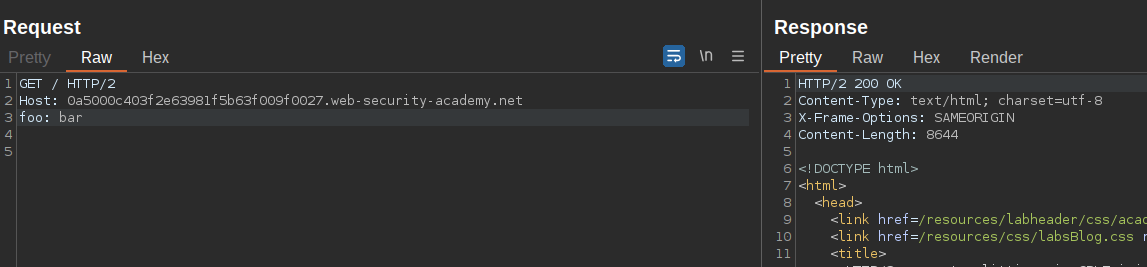 Request
Pretty Raw Hex
\n
1 GET / HTTP/2
2 Host: 0a5000c403f2e63981f5b63f009f0027.web-security-academy.net
3 foo: bar
4
5
Response
Pretty Raw Hex Render
1 HTTP/2 200 OK
2 Content-Type: text/html; charset=utf-8
3 X-Frame-Options: SAMEORIGIN
4 Content-Length: 8644
5
6 <!DOCTYPE html>
7 <html>
8 <head>
9 <link href=/resources/labheader/css/aca
10 <link href=/resources/css/labsBlog.css
11 <title>